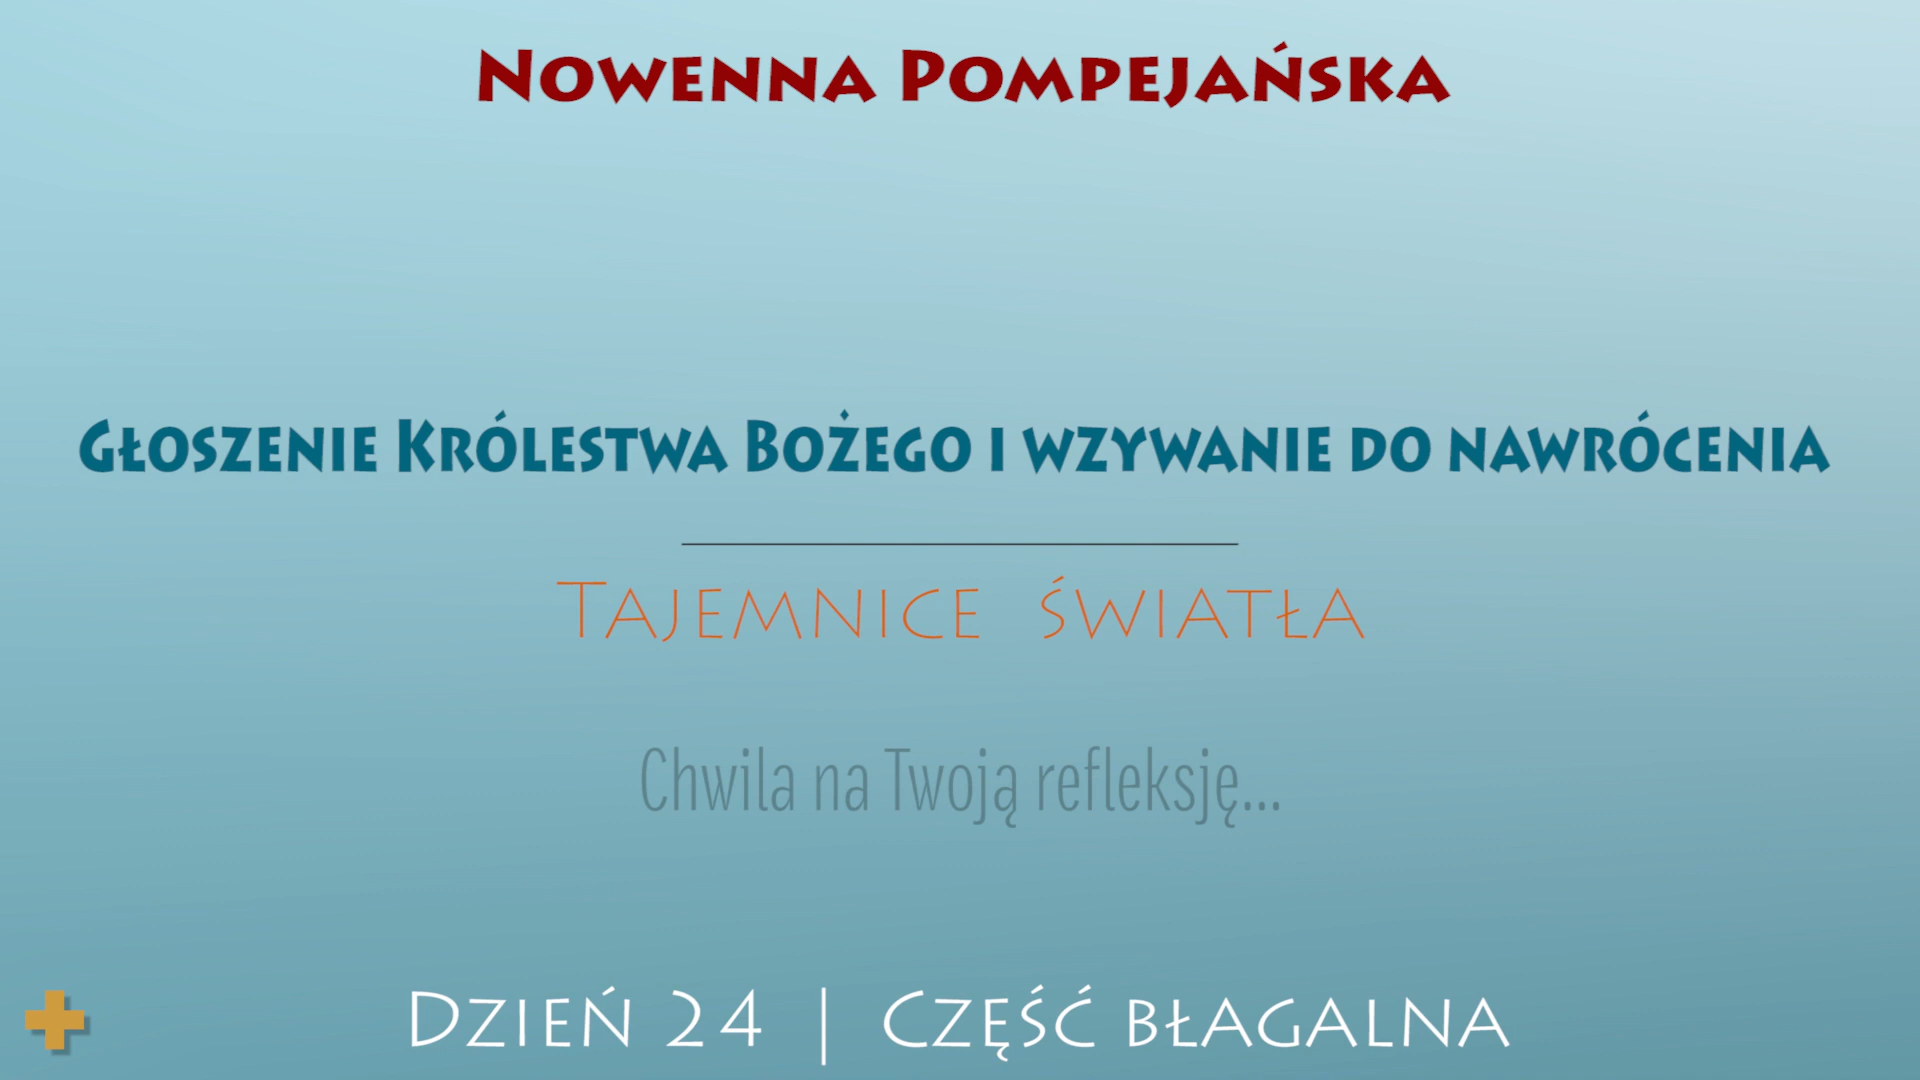 Nowenna Pompejańska
Głoszenie Królestwa Bożego i wzywanie do nawrócenia
Tajemnice światła
Chwila na Twoją refleksję...
Dzień 24 | Część błagalna